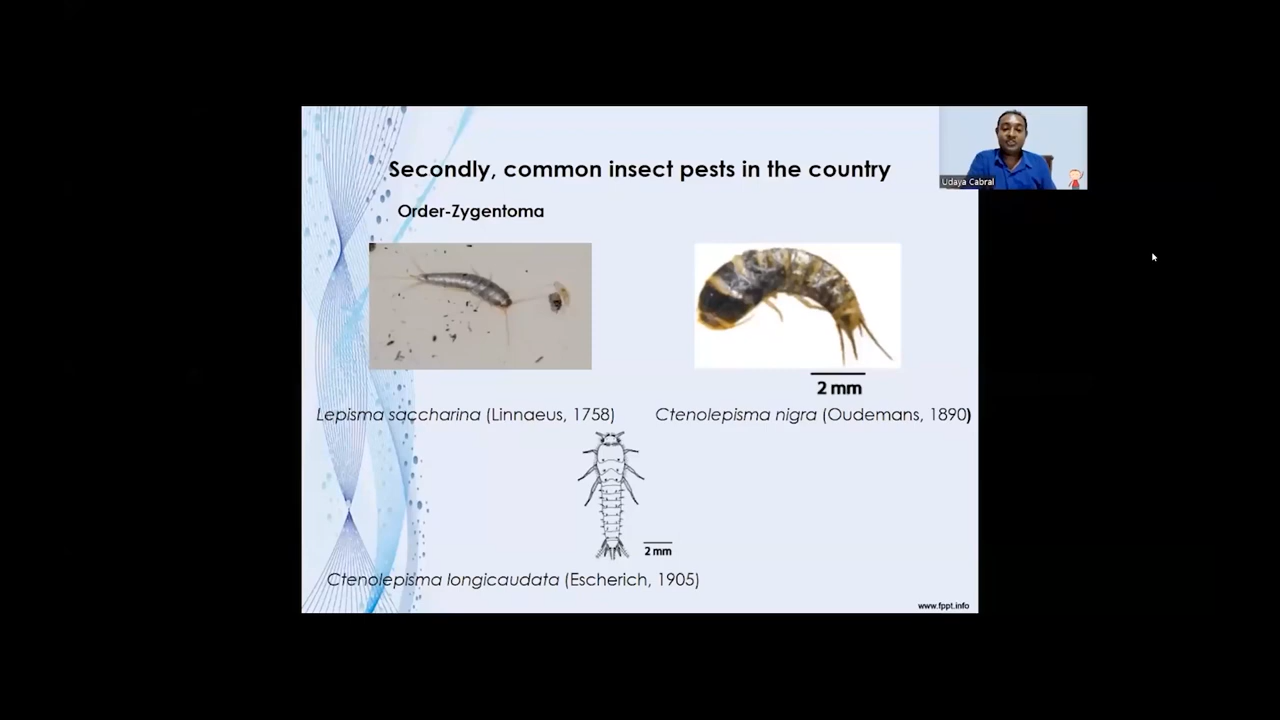 Secondly, common insect pests in the country
Udaya Cabral
Order-Zygentoma
2 mm
Lepisma saccharina (Linnaeus, 1758)
Ctenolepisma nigra (Oudemans, 1890)
2 mm
Ctenolepisma longicaudata (Escherich, 1905)
www.fppt.info